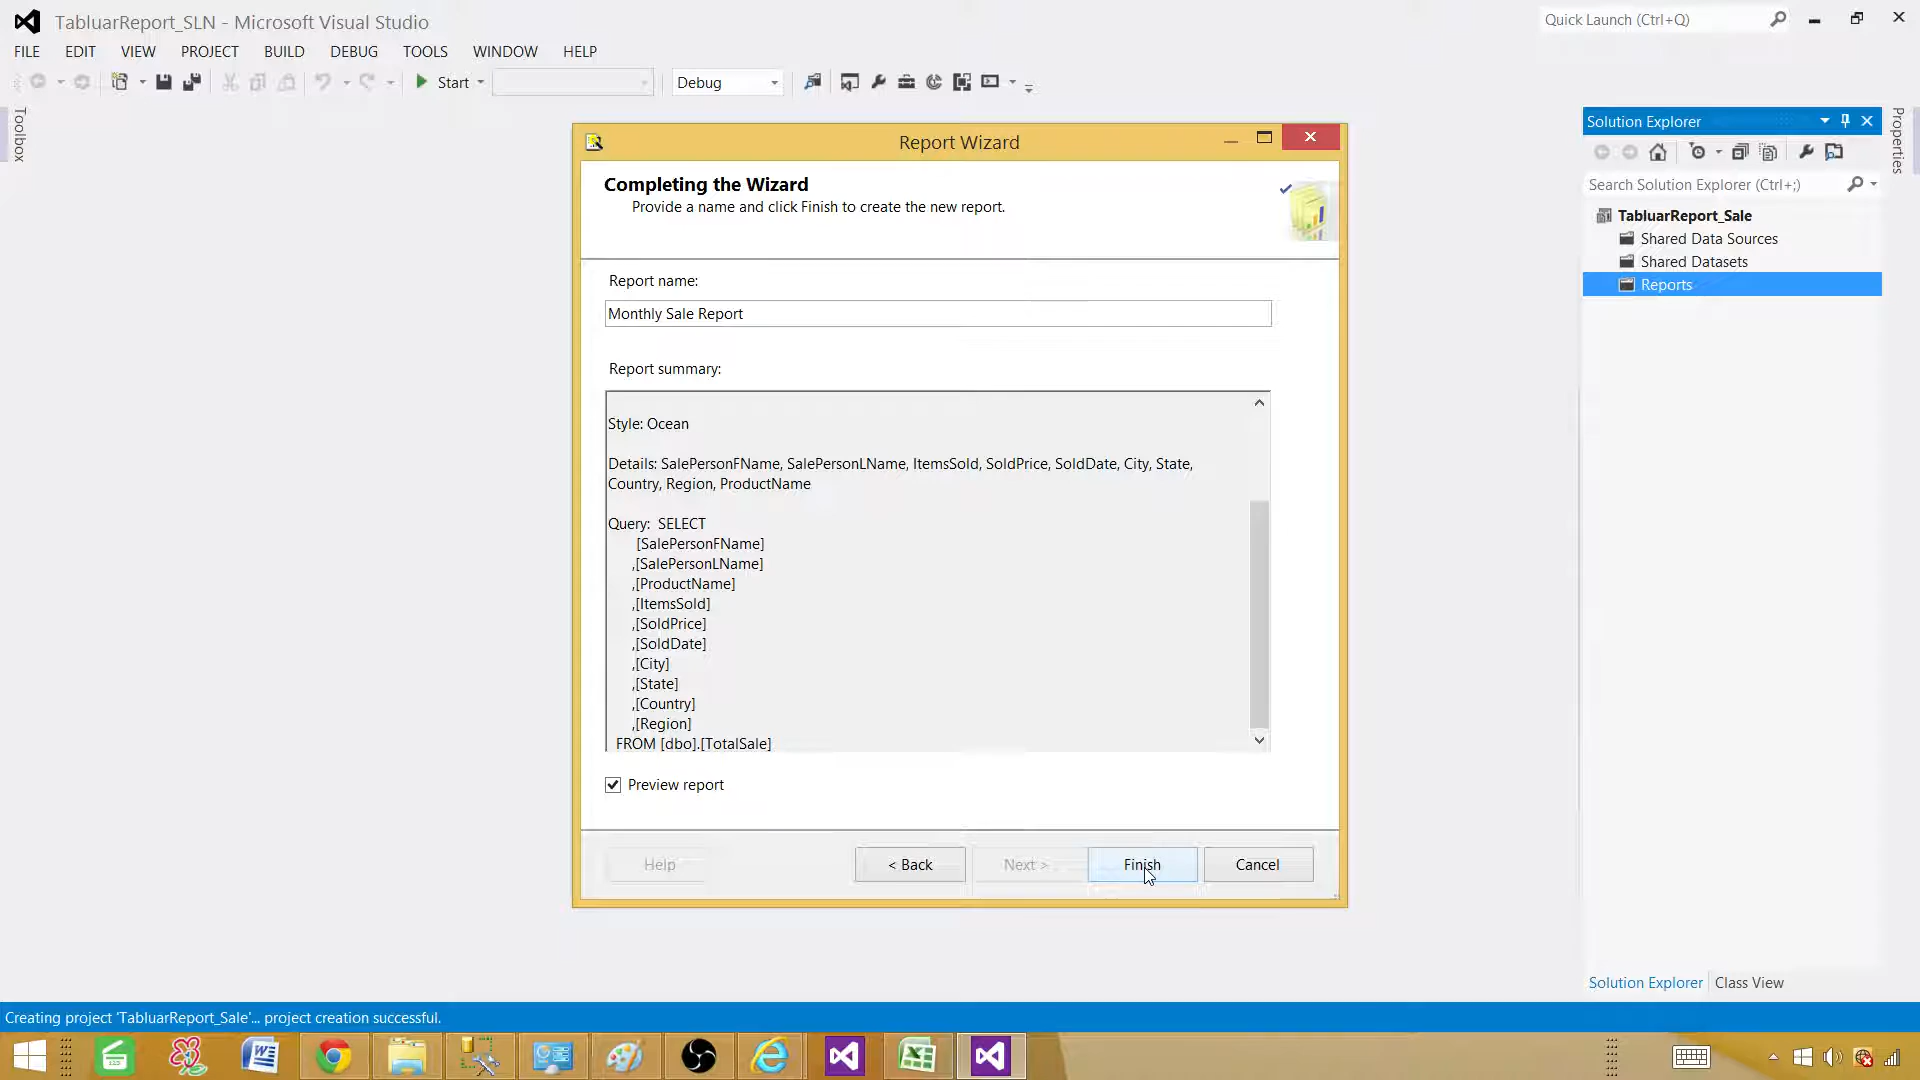 TabluarReport_SLN - Microsoft Visual Studio
Quick Launch (Ctrl+Q)
FILE EDIT VIEW PROJECT BUILD DEBUG TOOLS WINDOW HELP
Start Debug
Toolbox
Report Wizard
Completing the Wizard
Provide a name and click Finish to create the new report.
Report name:
Monthly Sale Report
Report summary:
Style: Ocean
Details: SalePersonFName, SalePersonLName, ItemsSold, SoldPrice, SoldDate, City, State,
Country, Region, ProductName
Query:  SELECT
[SalePersonFName]
,[SalePersonLName]
,[ProductName]
,[ItemsSold]
,[SoldPrice]
,[SoldDate]
,[City]
,[State]
,[Country]
,[Region]
FROM [dbo].[TotalSale]
Preview report
Help < Back Next > Finish Cancel
Solution Explorer
Search Solution Explorer (Ctrl+;)
TabluarReport_Sale
Shared Data Sources
Shared Datasets
Reports
Properties
Solution Explorer Class View
Creating project 'TabluarReport_Sale'... project creation successful.